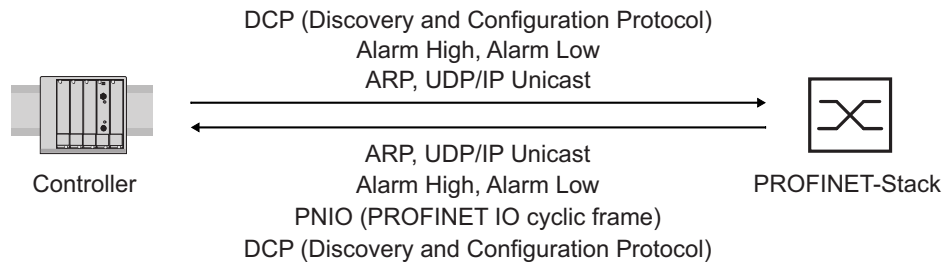 DCP (Discovery and Configuration Protocol)
Alarm High, Alarm Low
ARP, UDP/IP Unicast
ARP, UDP/IP Unicast
Controller
Alarm High, Alarm Low
PROFINET-Stack
PNIO (PROFINET IO cyclic frame)
DCP (Discovery and Configuration Protocol)